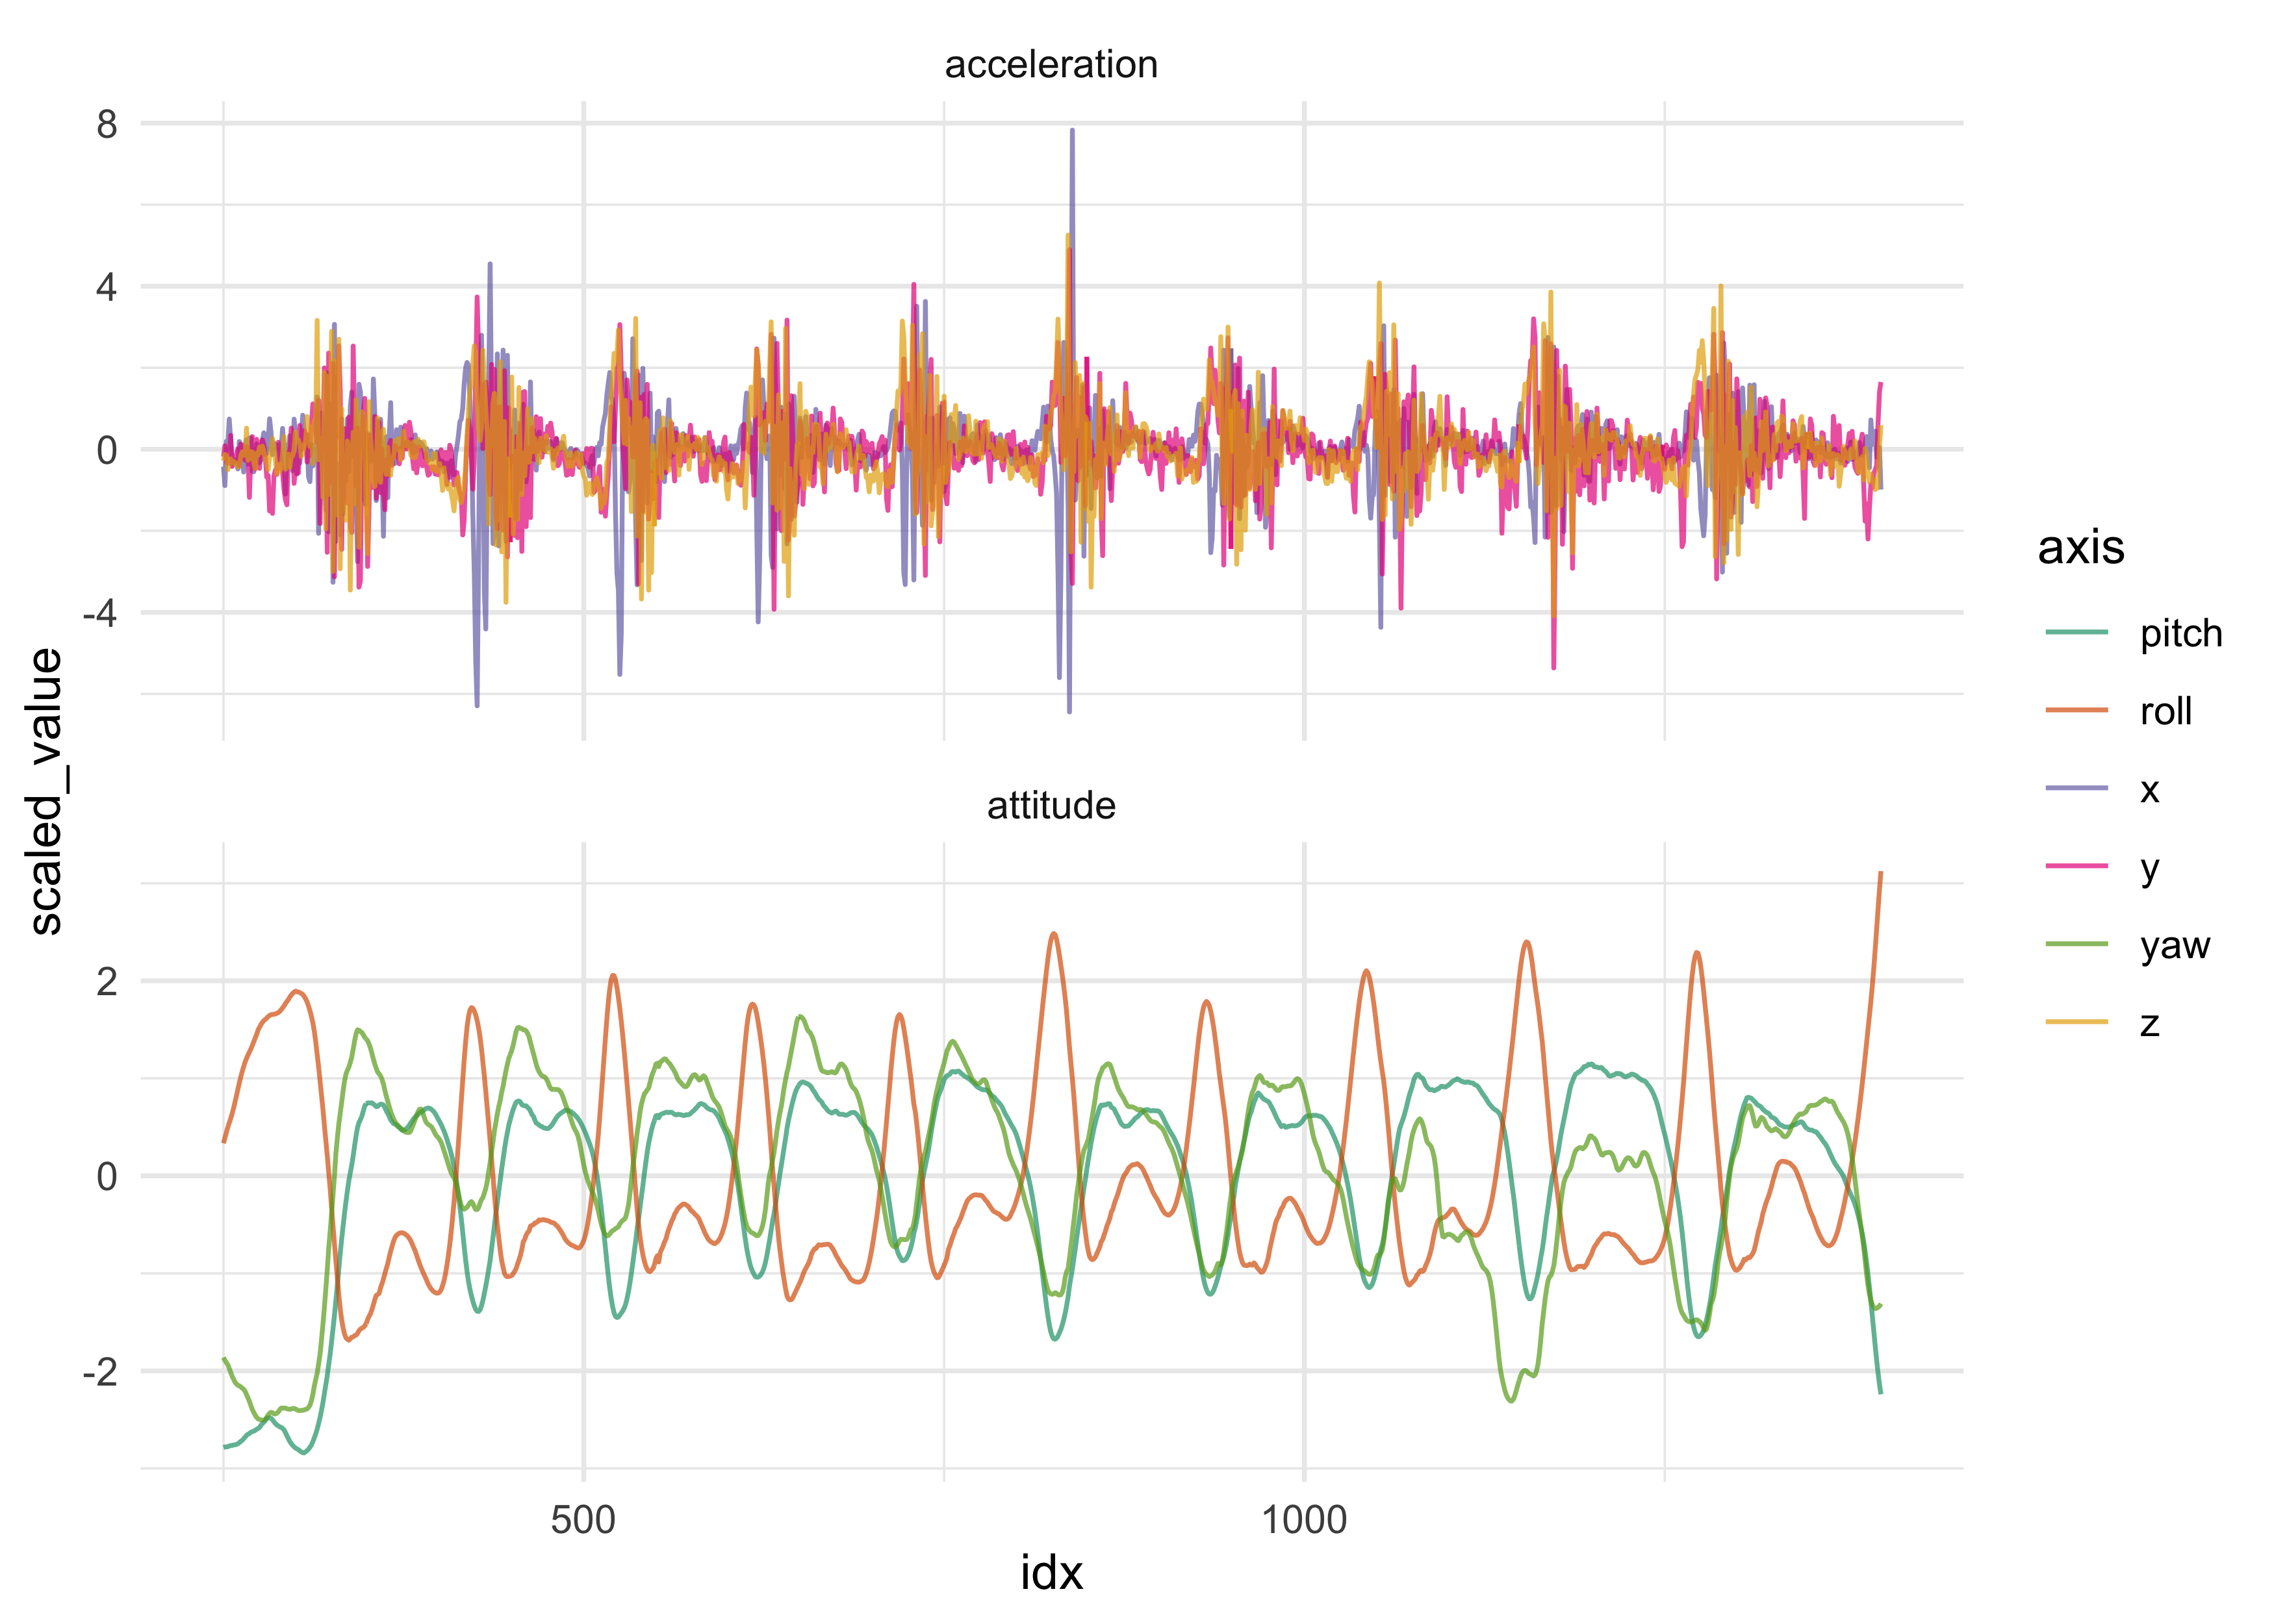 acceleration
8
4
0
-4
scaled_value
attitude
2
0
-2
500
1000
idx
axis
pitch
roll
x
y
yaw
z